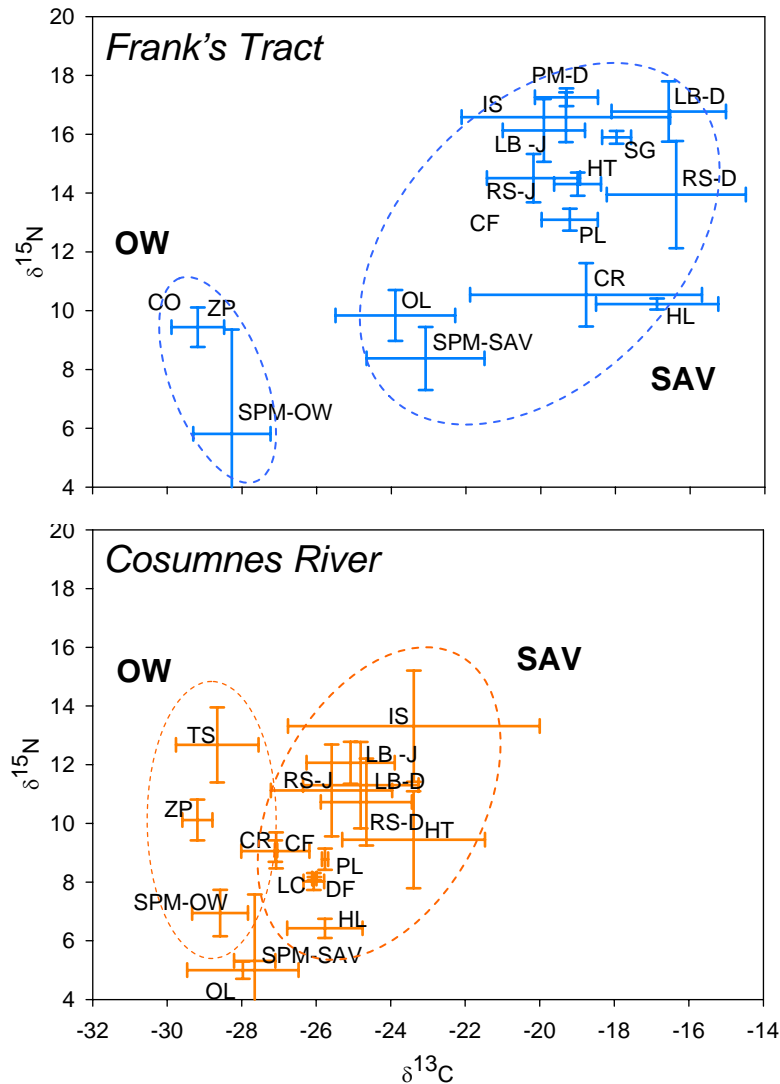 Frank's Tract
20
18
16
14
12
10
8
6
4
δ15N
PM-D
IS
LB-D
LB -J
SG
HT
RS-J
RS-D
CF
PL
OW
CO
ZP
OL
CR
HL
SPM-SAV
SAV
SPM-OW
Cosumnes River
20
18
16
14
12
10
8
6
4
δ15N
OW
SAV
IS
TS
LB -J
RS-J
LB-D
ZP
RS-D
HT
CR
CF
PL
LC
DF
SPM-OW
HL
SPM-SAV
OL
-32 -30 -28 -26 -24 -22 -20 -18 -16 -14
δ13C